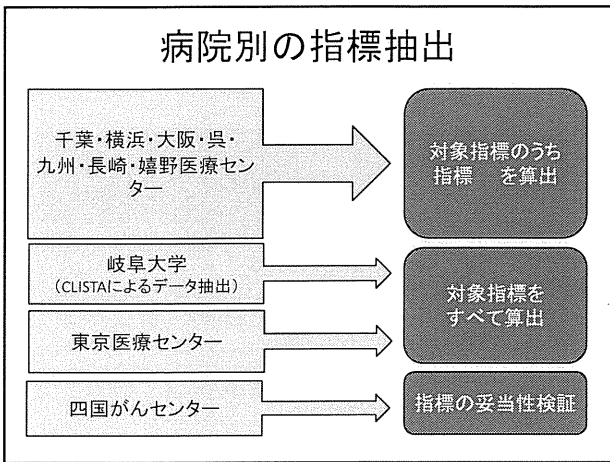 病院別の指標抽出
千葉・横浜・大阪・呉・
九州・長崎・嬉野医療セン
ター
対象指標のうち
指標　を算出
岐阜大学
（CLISTAによるデータ抽出）
対象指標を
すべて算出
東京医療センター
四国がんセンター
指標の妥当性検証